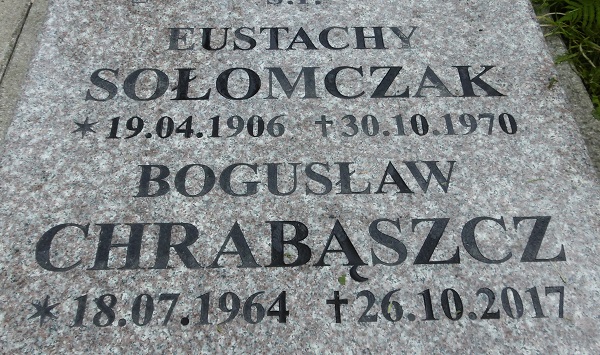 Ś.P.
EUSTACHY
SOŁOMCZAK
*19.04.1906 †30.10.1970
BOGUSŁAW
CHRABĄSZCZ
*18.07.1964 †26.10.2017